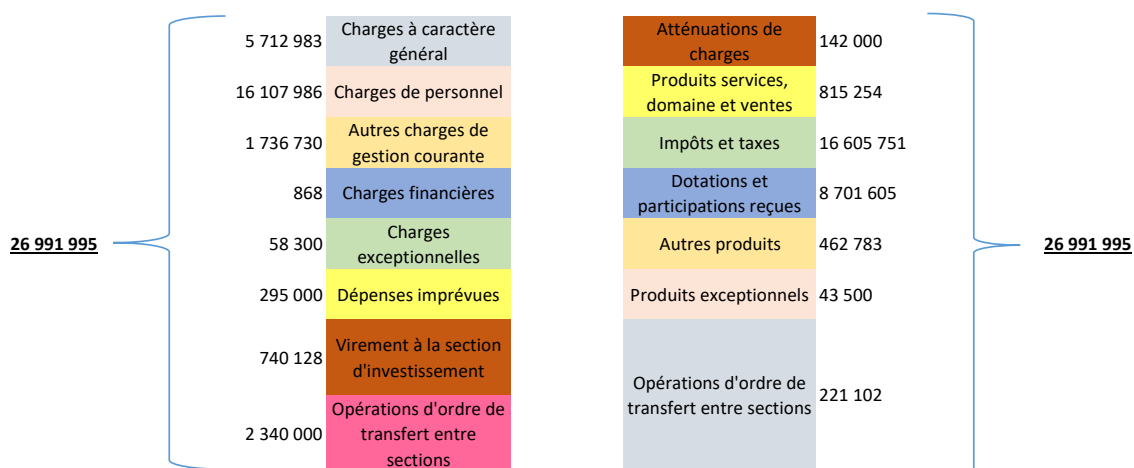 5 712 983
Charges à caractère
général
16 107 986
Charges de personnel
1 736 730
Autres charges de
gestion courante
868
Charges financières
26 991 995
58 300
Charges
exceptionnelles
295 000
Dépenses imprévues
740 128
Virement à la section
d'investissement
2 340 000
Opérations d'ordre de
transfert entre
sections
Atténuations de
charges
142 000
Produits services,
domaine et ventes
815 254
Impôts et taxes
16 605 751
Dotations et
participations reçues
8 701 605
Autres produits
462 783
26 991 995
Produits exceptionnels
43 500
Opérations d'ordre de
transfert entre sections
221 102